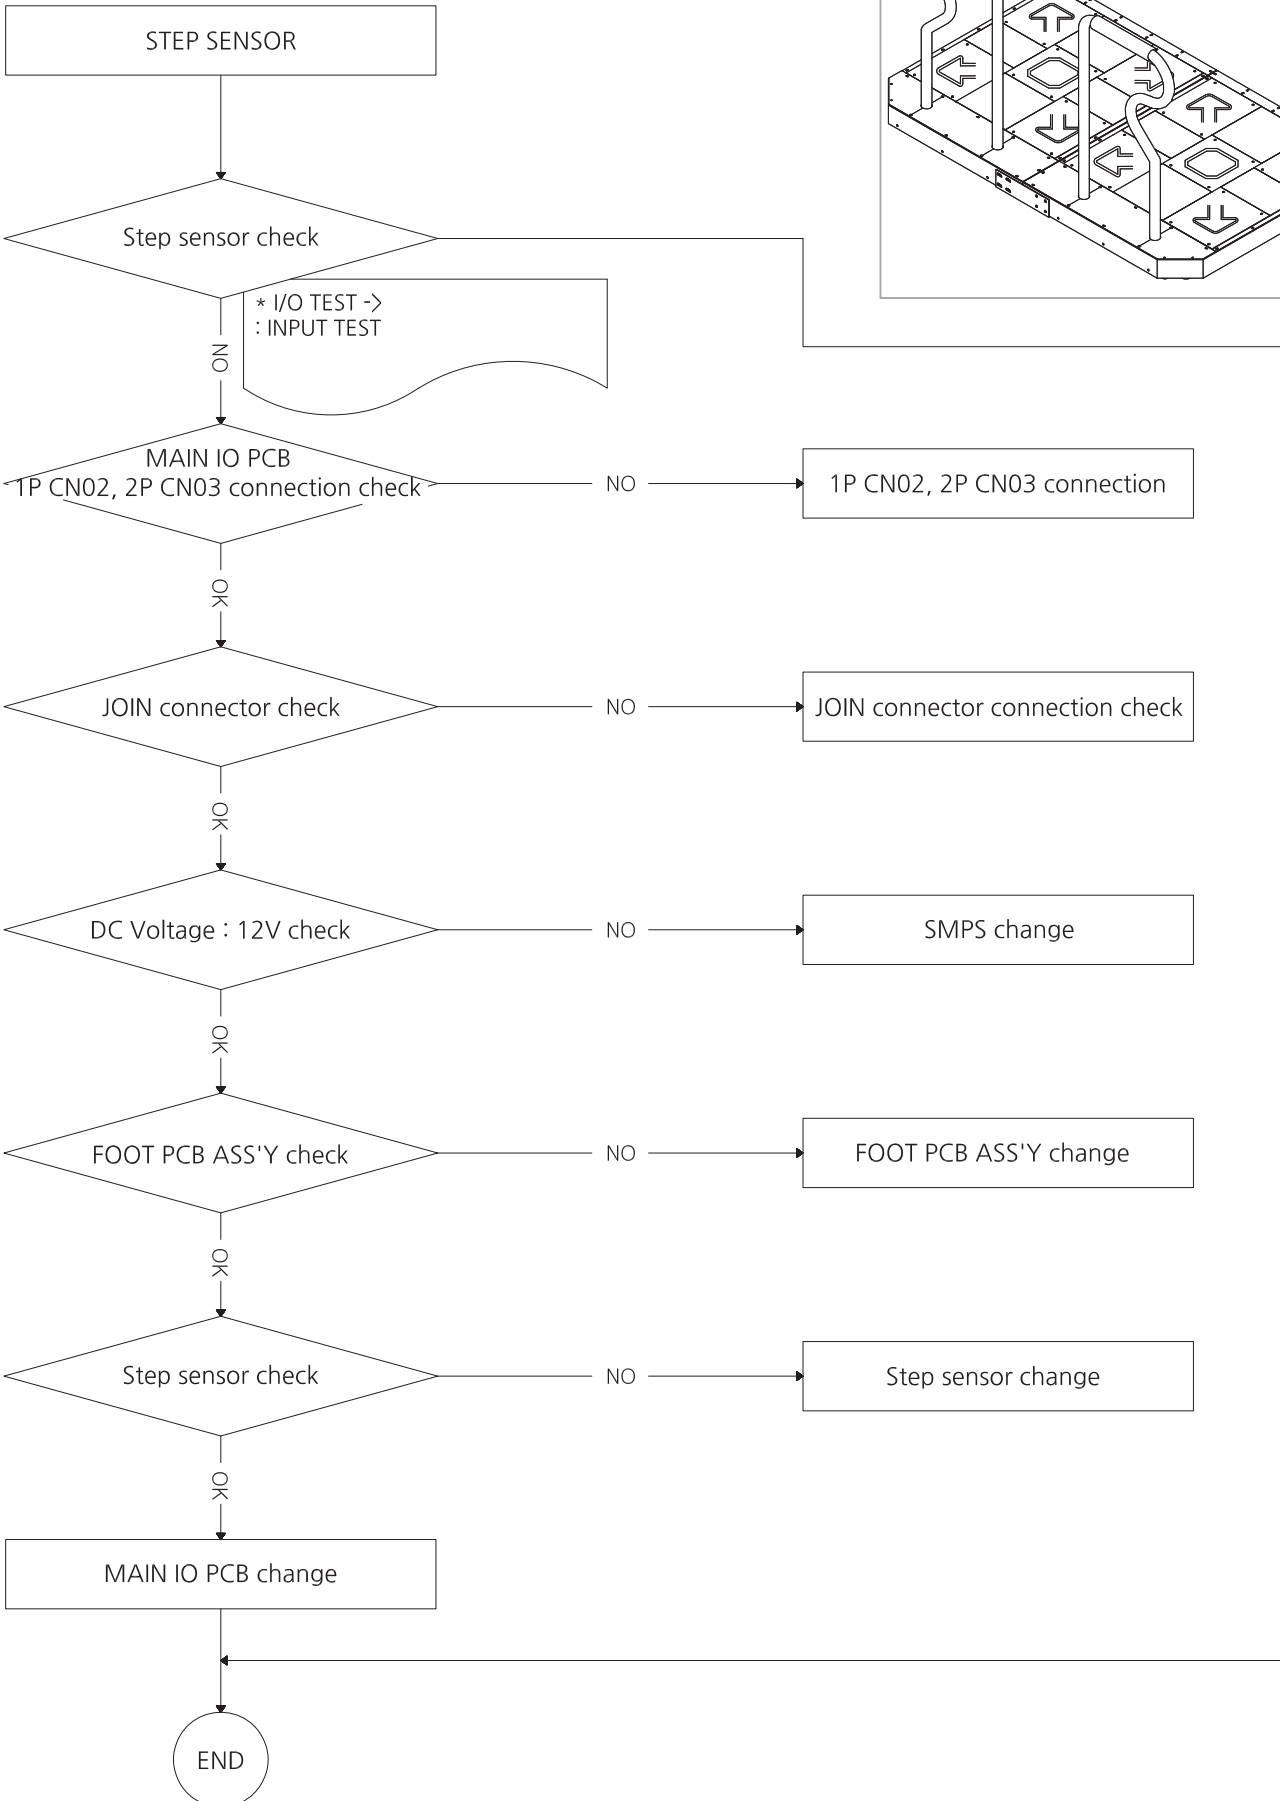 STEP SENSOR
Step sensor check
* I/O TEST ->
: INPUT TEST
NO
MAIN IO PCB
1P CN02, 2P CN03 connection check
NO
1P CN02, 2P CN03 connection
OK
JOIN connector check
NO
JOIN connector connection check
OK
DC Voltage : 12V check
NO
SMPS change
OK
FOOT PCB ASS'Y check
NO
FOOT PCB ASS'Y change
OK
Step sensor check
NO
Step sensor change
OK
MAIN IO PCB change
END